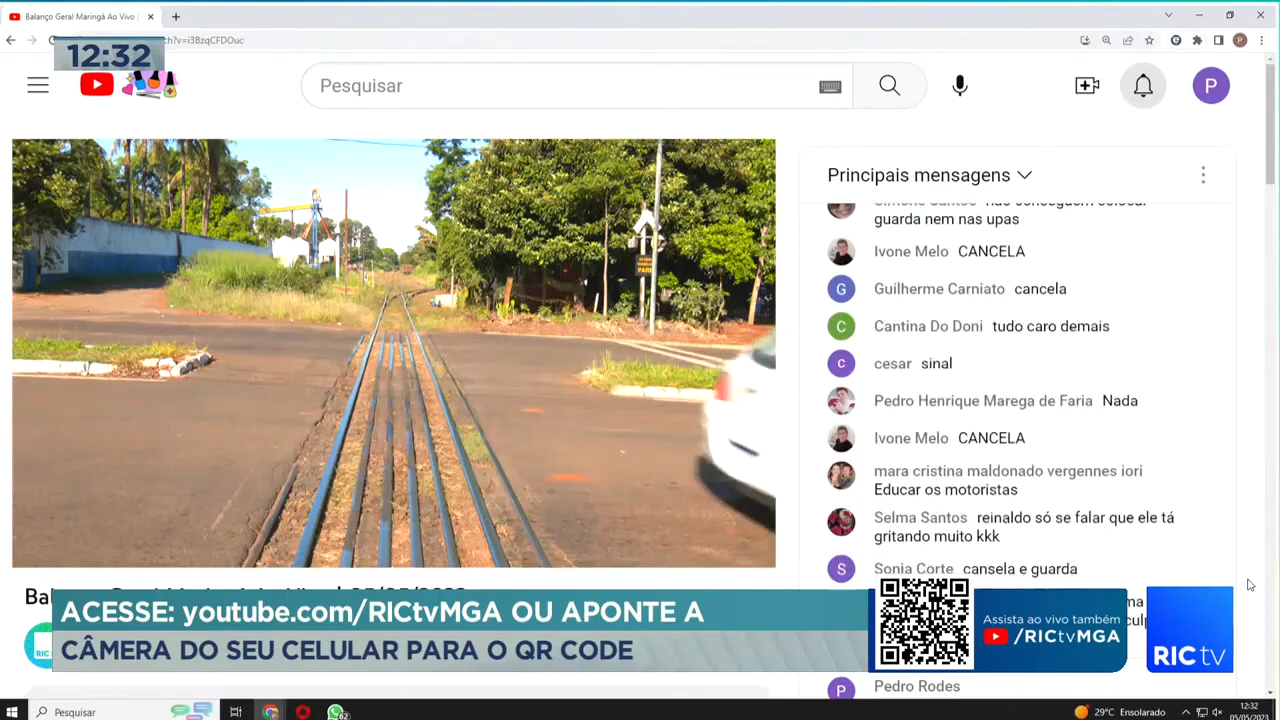 Balanço Geral Maringá Ao Vivo |
12:32
ch?v=i3BzqCFDOuc
P
Pesquisar
P
Principais mensagens
guarda nem nas upas
Ivone Melo CANCELA
G Guilherme Carniato cancela
C Cantina Do Doni tudo caro demais
c cesar sinal
Pedro Henrique Marega de Faria Nada
Ivone Melo CANCELA
mara cristina maldonado vergennes iori
Educar os motoristas
Selma Santos reinaldo só se falar que ele tá
gritando muito kkk
S Sonia Corte cansela e guarda
PARE
ACESSE: youtube.com/RICtvMGA OU APONTE A
CÂMERA DO SEU CELULAR PARA O QR CODE
Assista ao vivo também
/RICtvMGA
RICtv
RIC
P Pedro Rodes
Pesquisar
62
29°C Ensolarado
12:32
05/05/2023